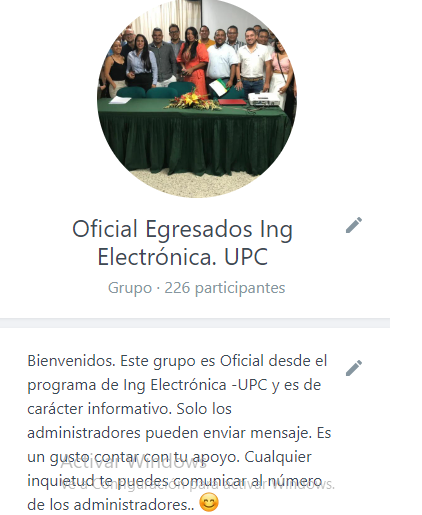 Oficial Egresados Ing
Electrónica. UPC
Grupo · 226 participantes
Bienvenidos. Este grupo es Oficial desde el
programa de Ing Electrónica -UPC y es de
carácter informativo. Solo los
administradores pueden enviar mensaje. Es
un gusto contar con tu apoyo. Cualquier
Activar Windows
inquietud te puedes comunicar al número
Ve a Configuración para activar Windows.
de los administradores.. 😊